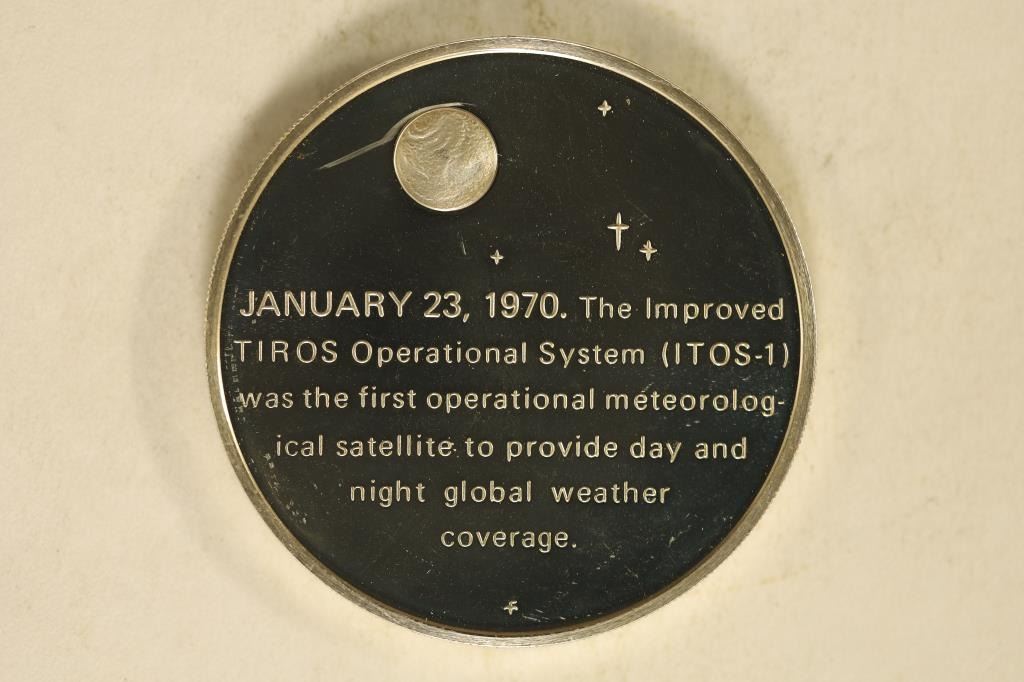 JANUARY 23, 1970. The Improved
TIROS Operational System (ITOS-1)
was the first operational meteorolog-
ical satellite to provide day and
night global weather
coverage.